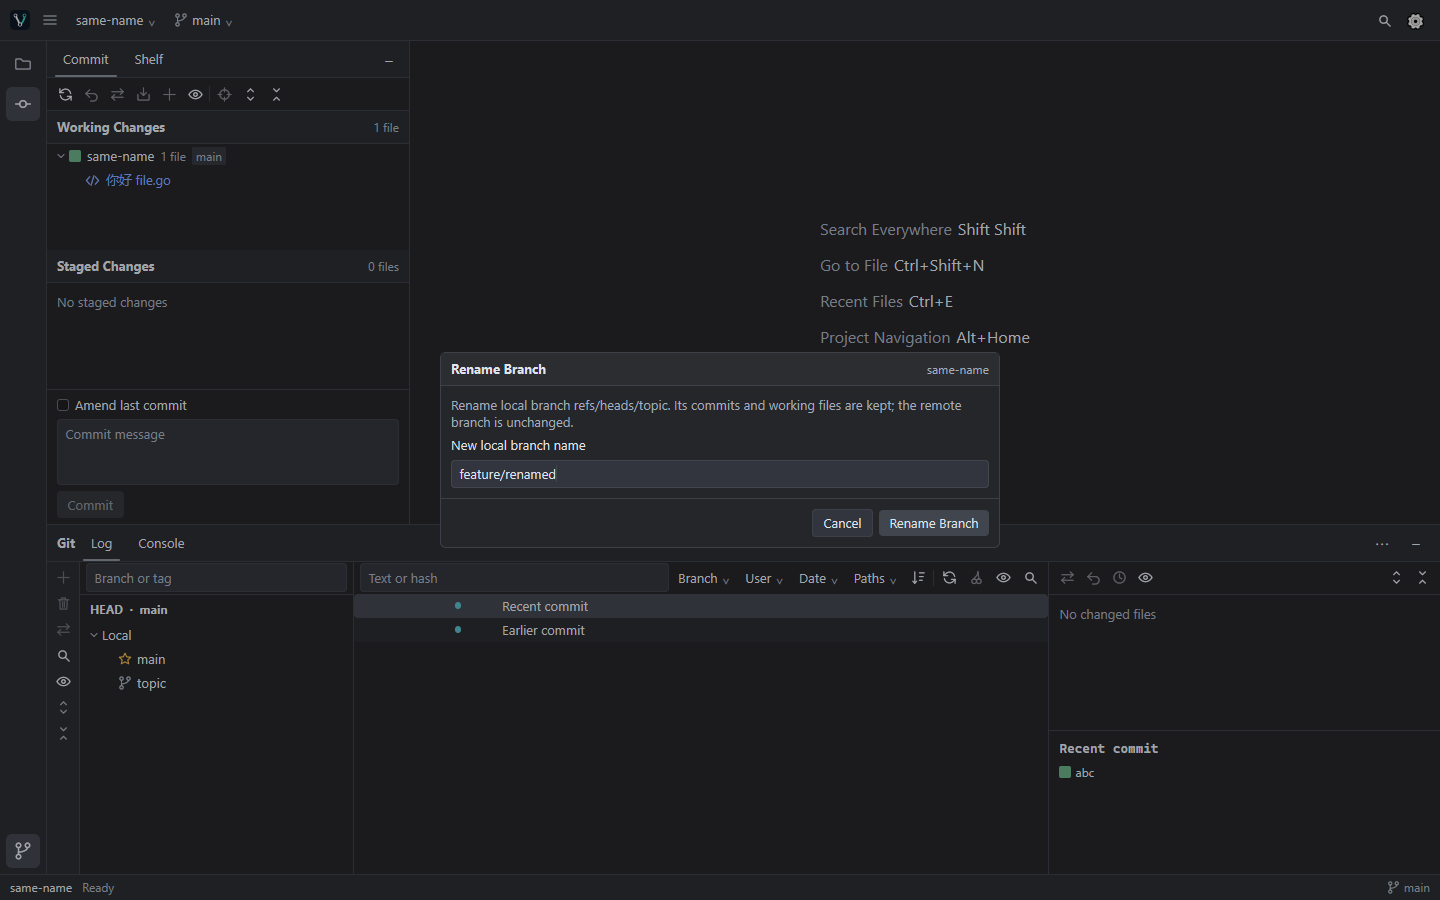 same-name
main
Commit
Shelf
Working Changes
1 file
same-name 1 file main
你好 file.go
Staged Changes
0 files
No staged changes
Amend last commit
Commit message
Commit
Search Everywhere Shift Shift
Go to File Ctrl+Shift+N
Recent Files Ctrl+E
Project Navigation Alt+Home
Rename Branch
same-name
Rename local branch refs/heads/topic. Its commits and working files are kept; the remote
branch is unchanged.
New local branch name
feature/renamed
Cancel
Rename Branch
Git
Log
Console
Branch or tag
HEAD · main
Local
main
topic
Text or hash
Branch
User
Date
Paths
Recent commit
Earlier commit
No changed files
Recent commit
abc
same-name
Ready
main